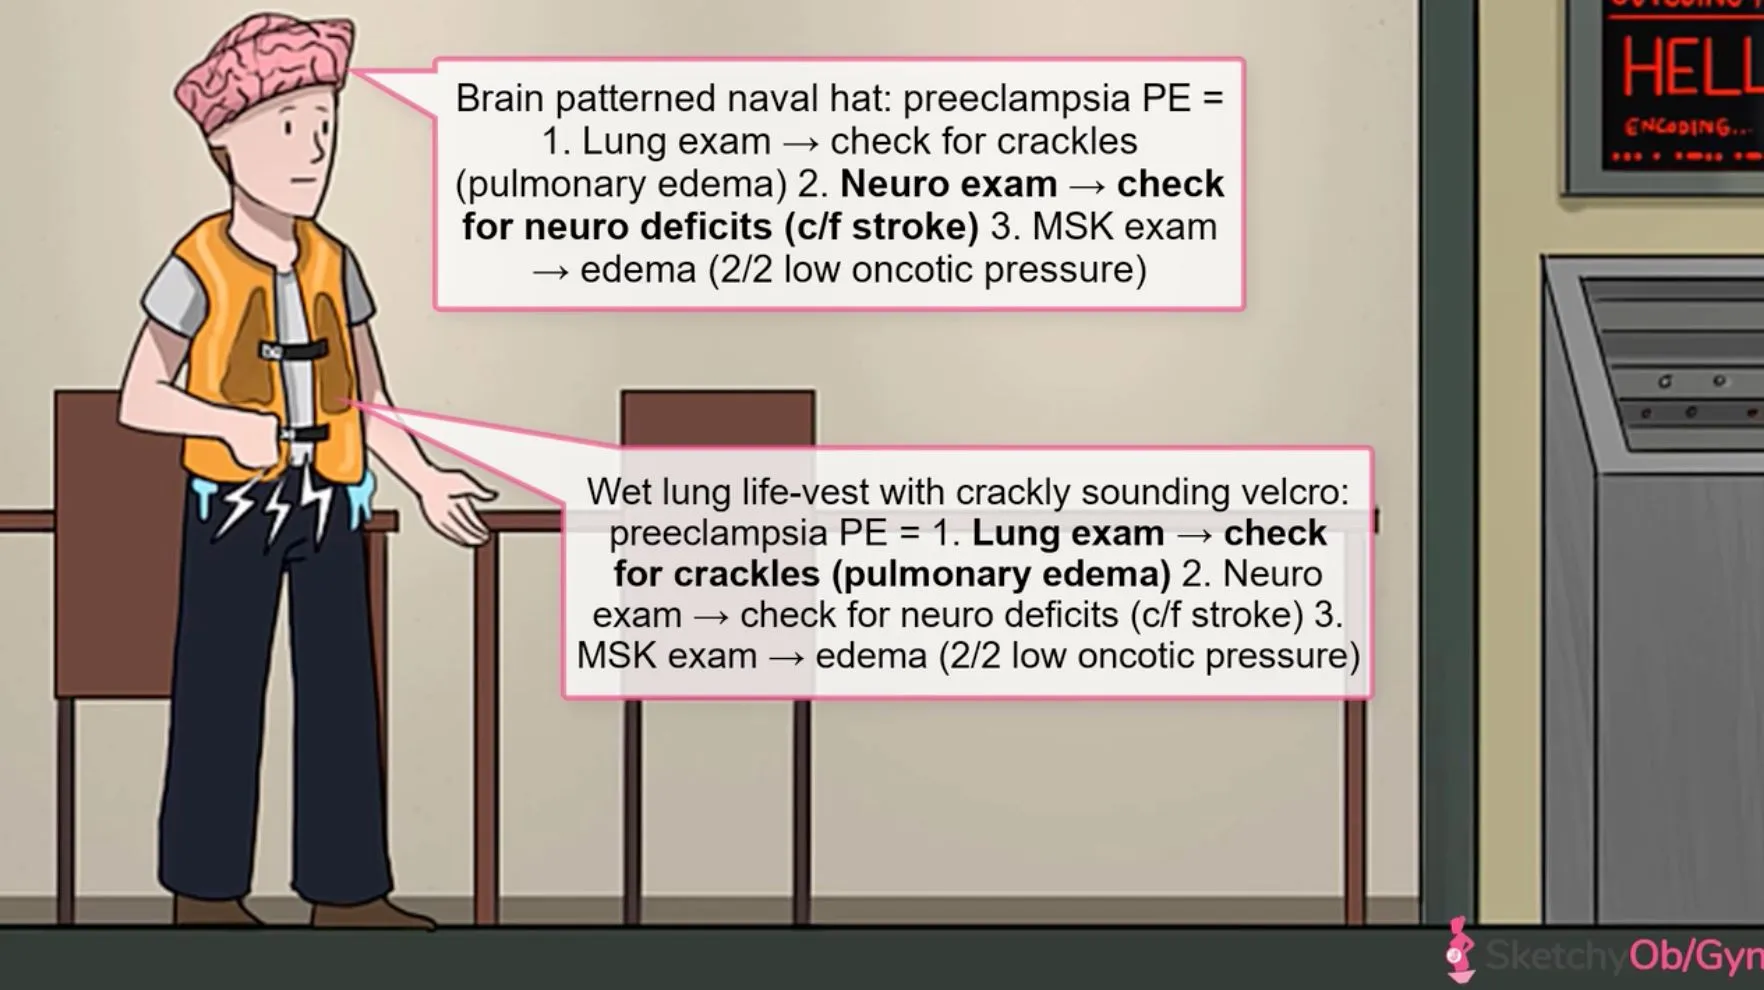 Brain patterned naval hat: preeclampsia PE =
1. Lung exam → check for crackles
(pulmonary edema) 2. Neuro exam → check
for neuro deficits (c/f stroke) 3. MSK exam
→ edema (2/2 low oncotic pressure)
HELL
ENCODING...
Wet lung life-vest with crackly sounding velcro:
preeclampsia PE = 1. Lung exam → check
for crackles (pulmonary edema) 2. Neuro
exam → check for neuro deficits (c/f stroke) 3.
MSK exam → edema (2/2 low oncotic pressure)
SketchyOb/Gyn